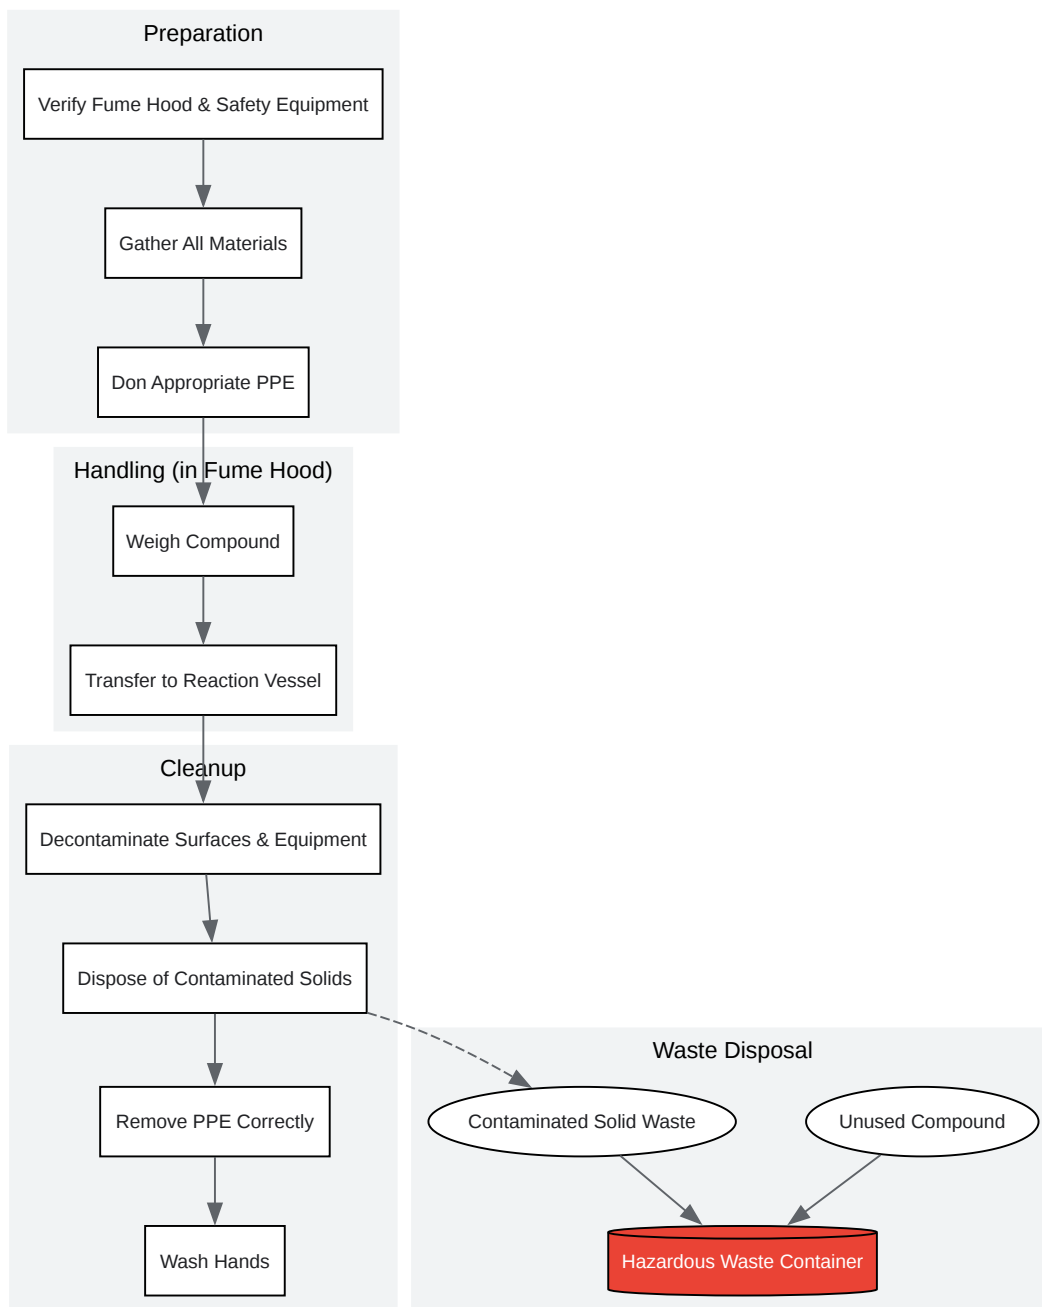 Preparation
Verify Fume Hood & Safety Equipment
Gather All Materials
Don Appropriate PPE
Handling (in Fume Hood)
Weigh Compound
Transfer to Reaction Vessel
Cleanup
Decontaminate Surfaces & Equipment
Dispose of Contaminated Solids
Remove PPE Correctly
Wash Hands
Waste Disposal
Contaminated Solid Waste
Unused Compound
Hazardous Waste Container